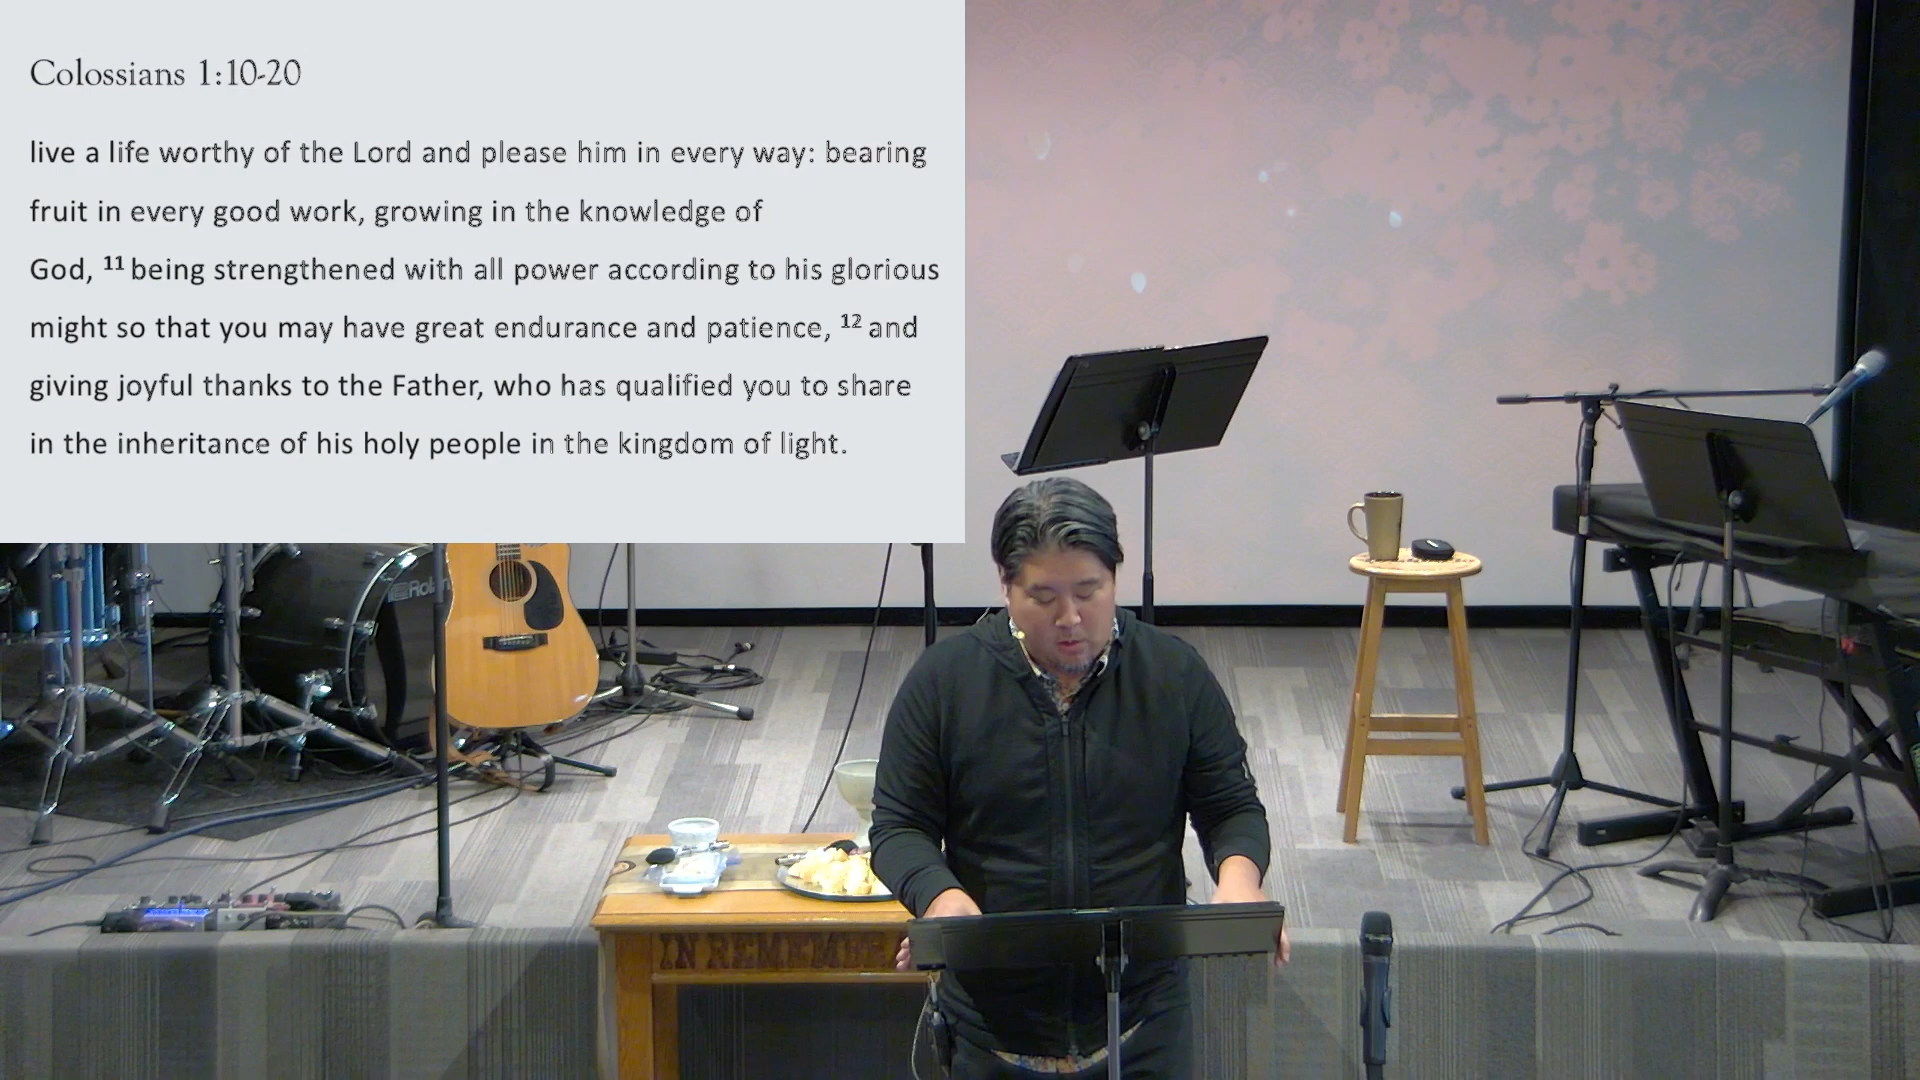 Colossians 1:10-20
live a life worthy of the Lord and please him in every way: bearing
fruit in every good work, growing in the knowledge of
God, 11 being strengthened with all power according to his glorious
might so that you may have great endurance and patience, 12 and
giving joyful thanks to the Father, who has qualified you to share
in the inheritance of his holy people in the kingdom of light.
Rol
IN REMEMBRA